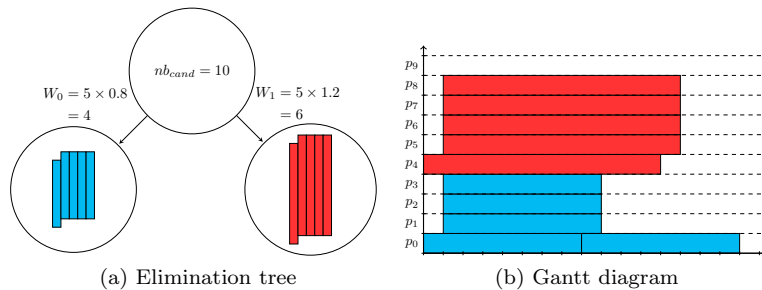 nb_cand = 10
W_0 = 5 × 0.8
= 4
W_1 = 5 × 1.2
= 6
(a) Elimination tree
p_9
p_8
p_7
p_6
p_5
p_4
p_3
p_2
p_1
p_0
(b) Gantt diagram